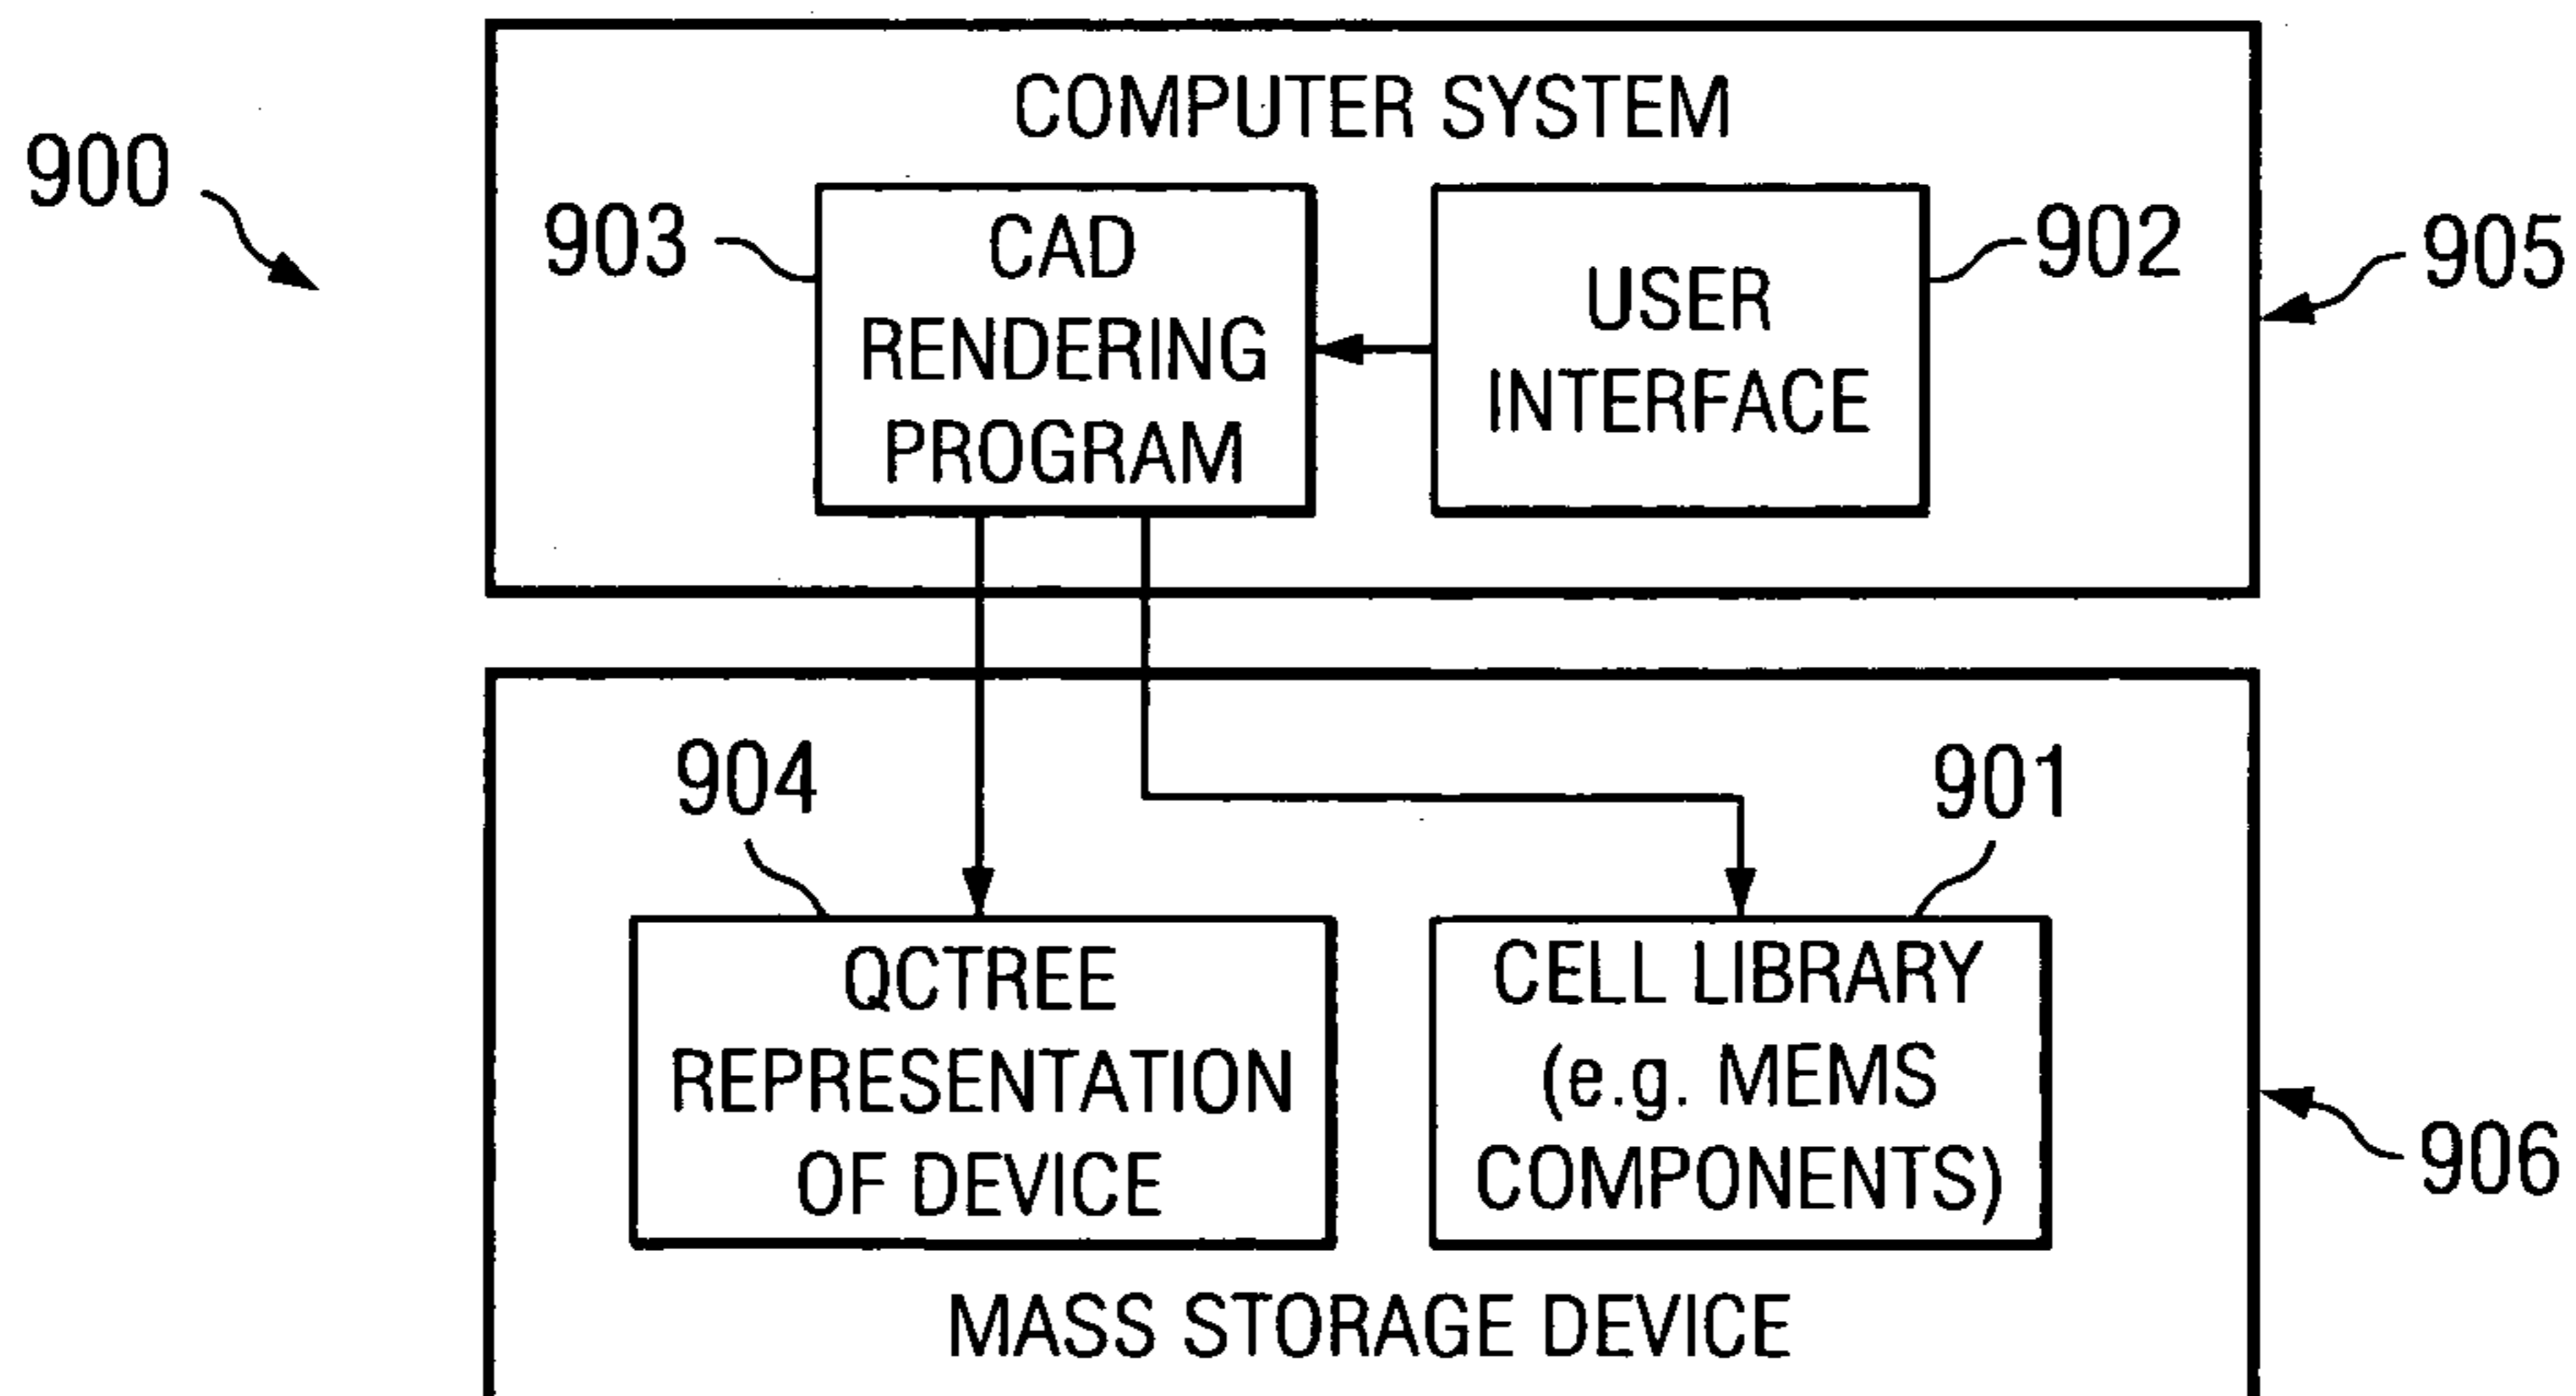 COMPUTER SYSTEM
900
903
CAD
RENDERING
PROGRAM
USER
INTERFACE
902
905
904
901
QCTREE
REPRESENTATION
OF DEVICE
CELL LIBRARY
(e.g. MEMS
COMPONENTS)
906
MASS STORAGE DEVICE